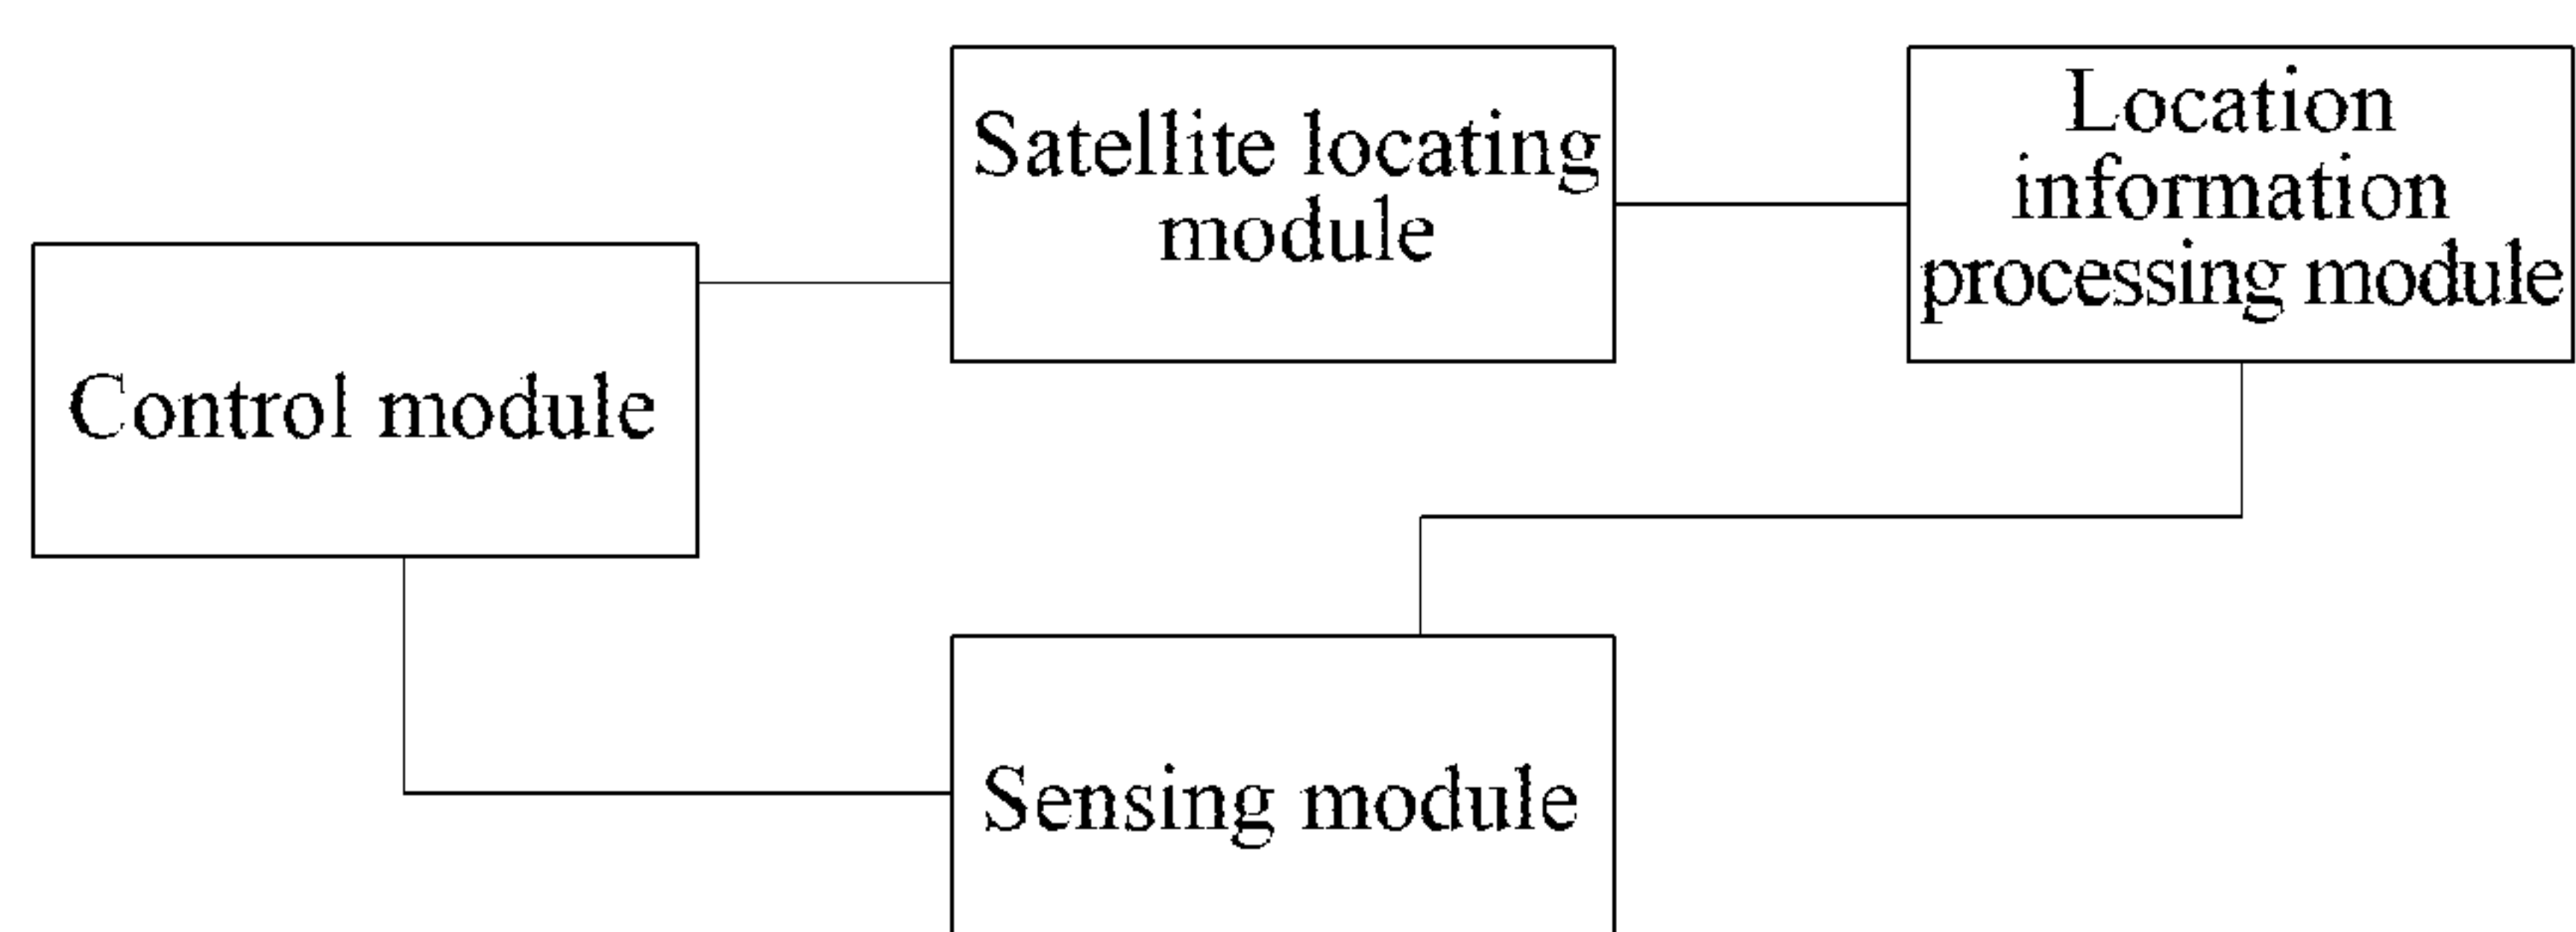 Satellite locating
module
Location
information
processing module
Control module
Sensing module